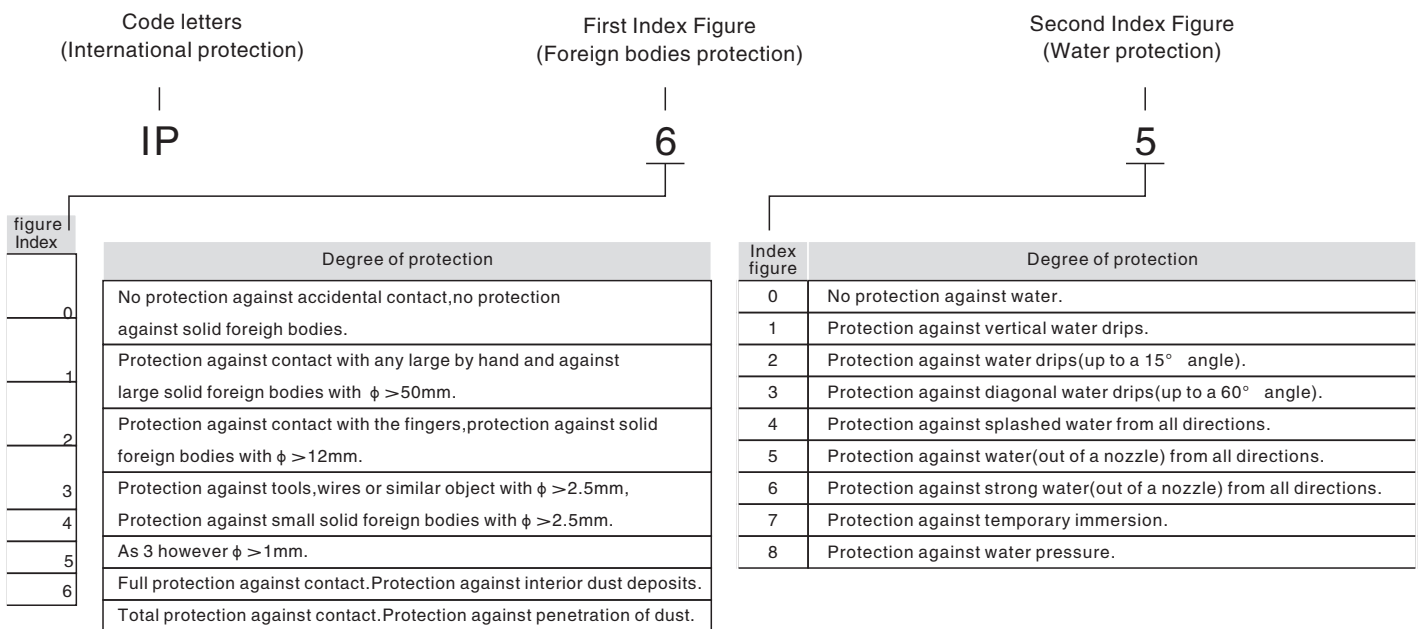 Code letters
(International protection)
First Index Figure
(Foreign bodies protection)
Second Index Figure
(Water protection)
IP
6
5
figure
Index
Degree of protection
0
No protection against accidental contact,no protection
against solid foreigh bodies.
1
Protection against contact with any large by hand and against
large solid foreign bodies with ϕ >50mm.
2
Protection against contact with the fingers,protection against solid
foreign bodies with ϕ >12mm.
3
Protection against tools,wires or similar object with ϕ >2.5mm,
Protection against small solid foreign bodies with ϕ >2.5mm.
4
As 3 however ϕ >1mm.
5
Full protection against contact.Protection against interior dust deposits.
6
Total protection against contact.Protection against penetration of dust.
Index
figure
Degree of protection
0 No protection against water.
1 Protection against vertical water drips.
2 Protection against water drips(up to a 15° angle).
3 Protection against diagonal water drips(up to a 60° angle).
4 Protection against splashed water from all directions.
5 Protection against water(out of a nozzle) from all directions.
6 Protection against strong water(out of a nozzle) from all directions.
7 Protection against temporary immersion.
8 Protection against water pressure.